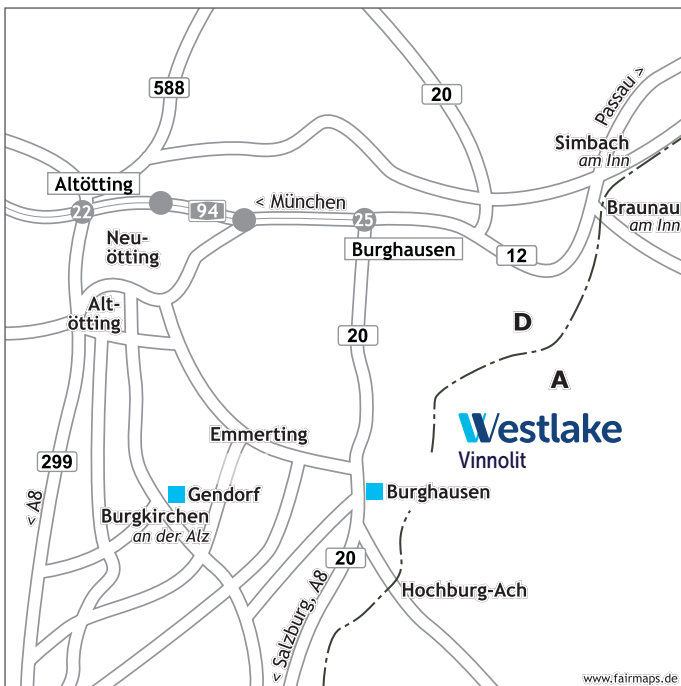 588
20
Passau >
Simbach
am Inn
Altötting
22
94
< München
25
Braunau
am Inn
Neu-
ötting
Burghausen
12
Alt-
ötting
20
D
A
Westlake
Vinnolit
Emmerting
299
< A8
Gendorf
Burghausen
Burgkirchen
an der Alz
20
< Salzburg, A8
Hochburg-Ach
www.fairmaps.de